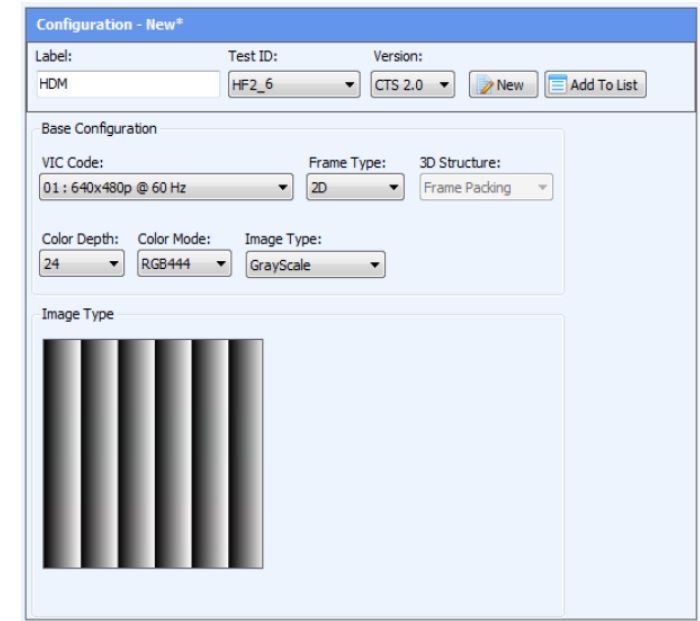 Configuration - New*
Label: Test ID: Version:
HDM HF2_6 CTS 2.0 New Add To List
Base Configuration
VIC Code: Frame Type: 3D Structure:
01 : 640x480p @ 60 Hz 2D Frame Packing
Color Depth: Color Mode: Image Type:
24 RGB444 GrayScale
Image Type